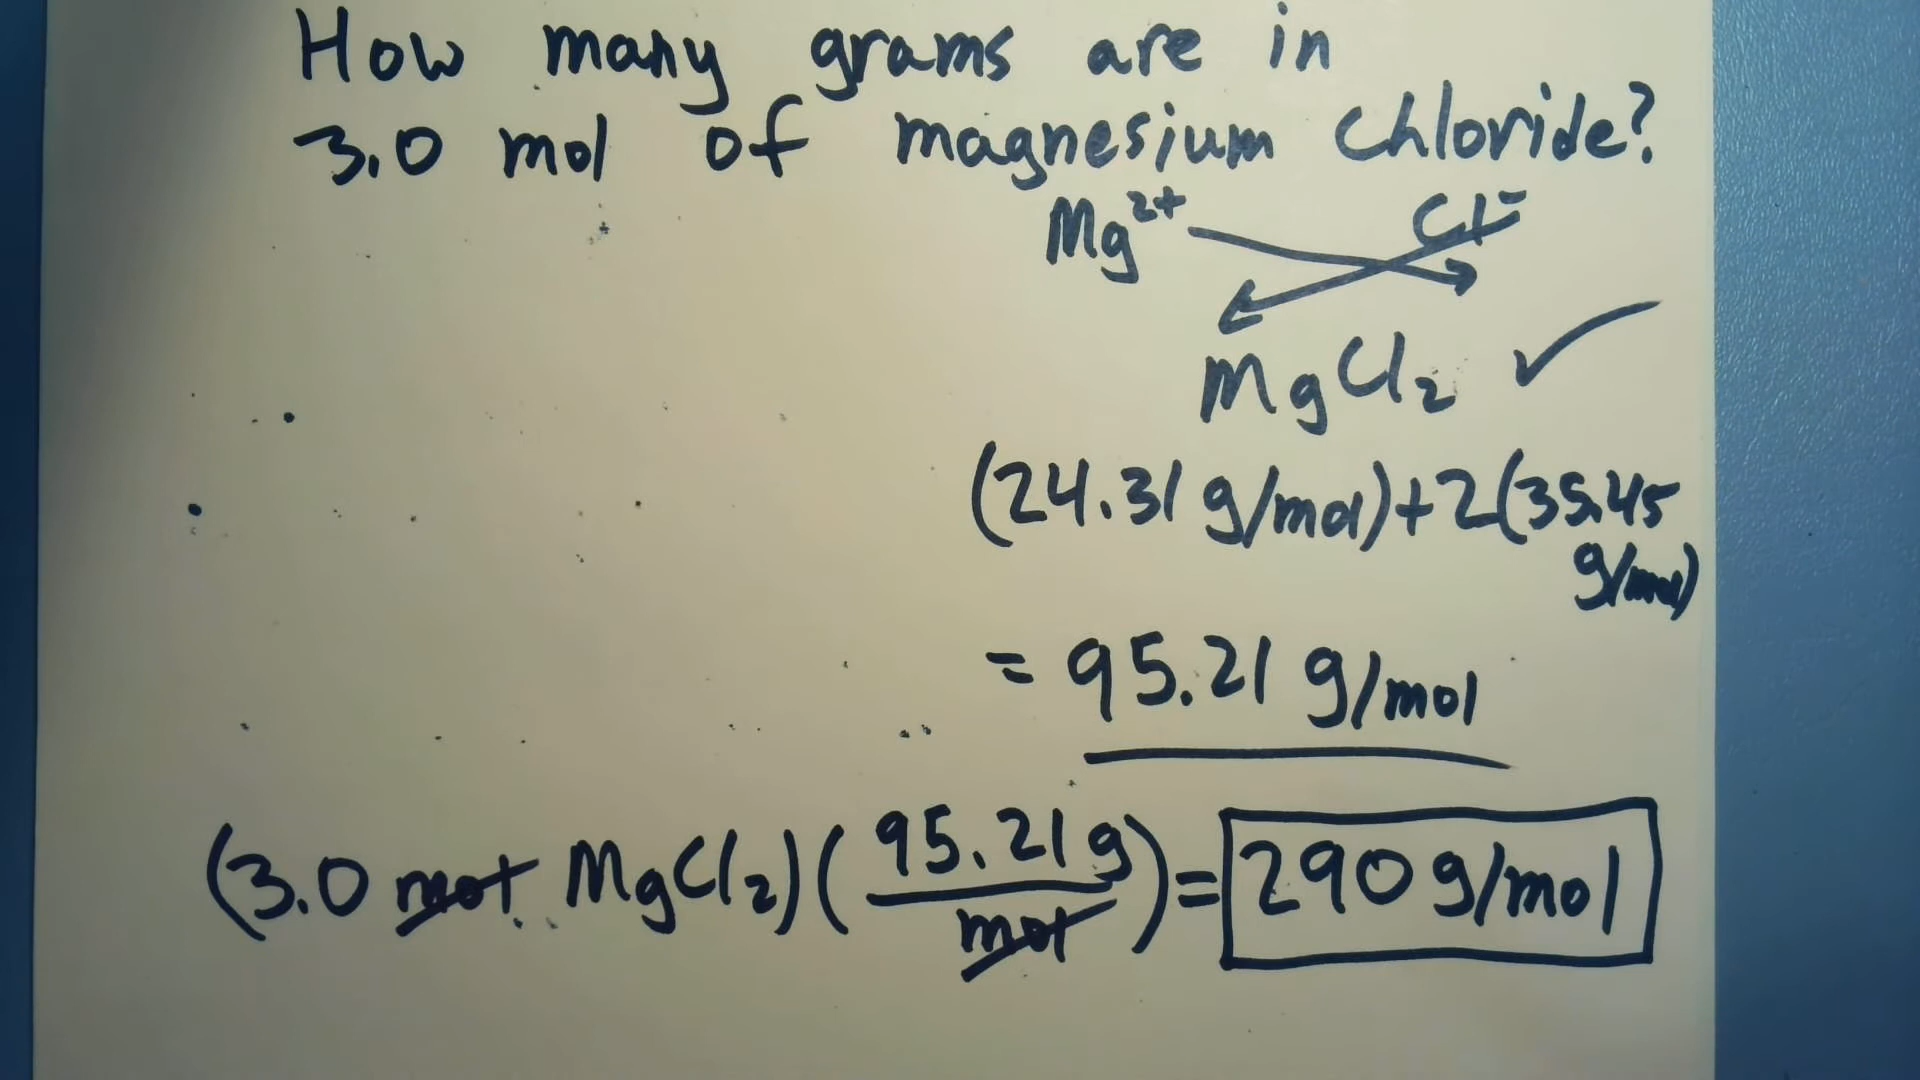 How many grams are in
3.0 mol of magnesium chloride?
Mg²⁺ Cl⁻
MgCl₂ ✓
(24.31 g/mol)+2(35.45
g/mol)
= 95.21 g/mol
(3.0 mol MgCl₂)(95.21 g/mol)=290 g/mol